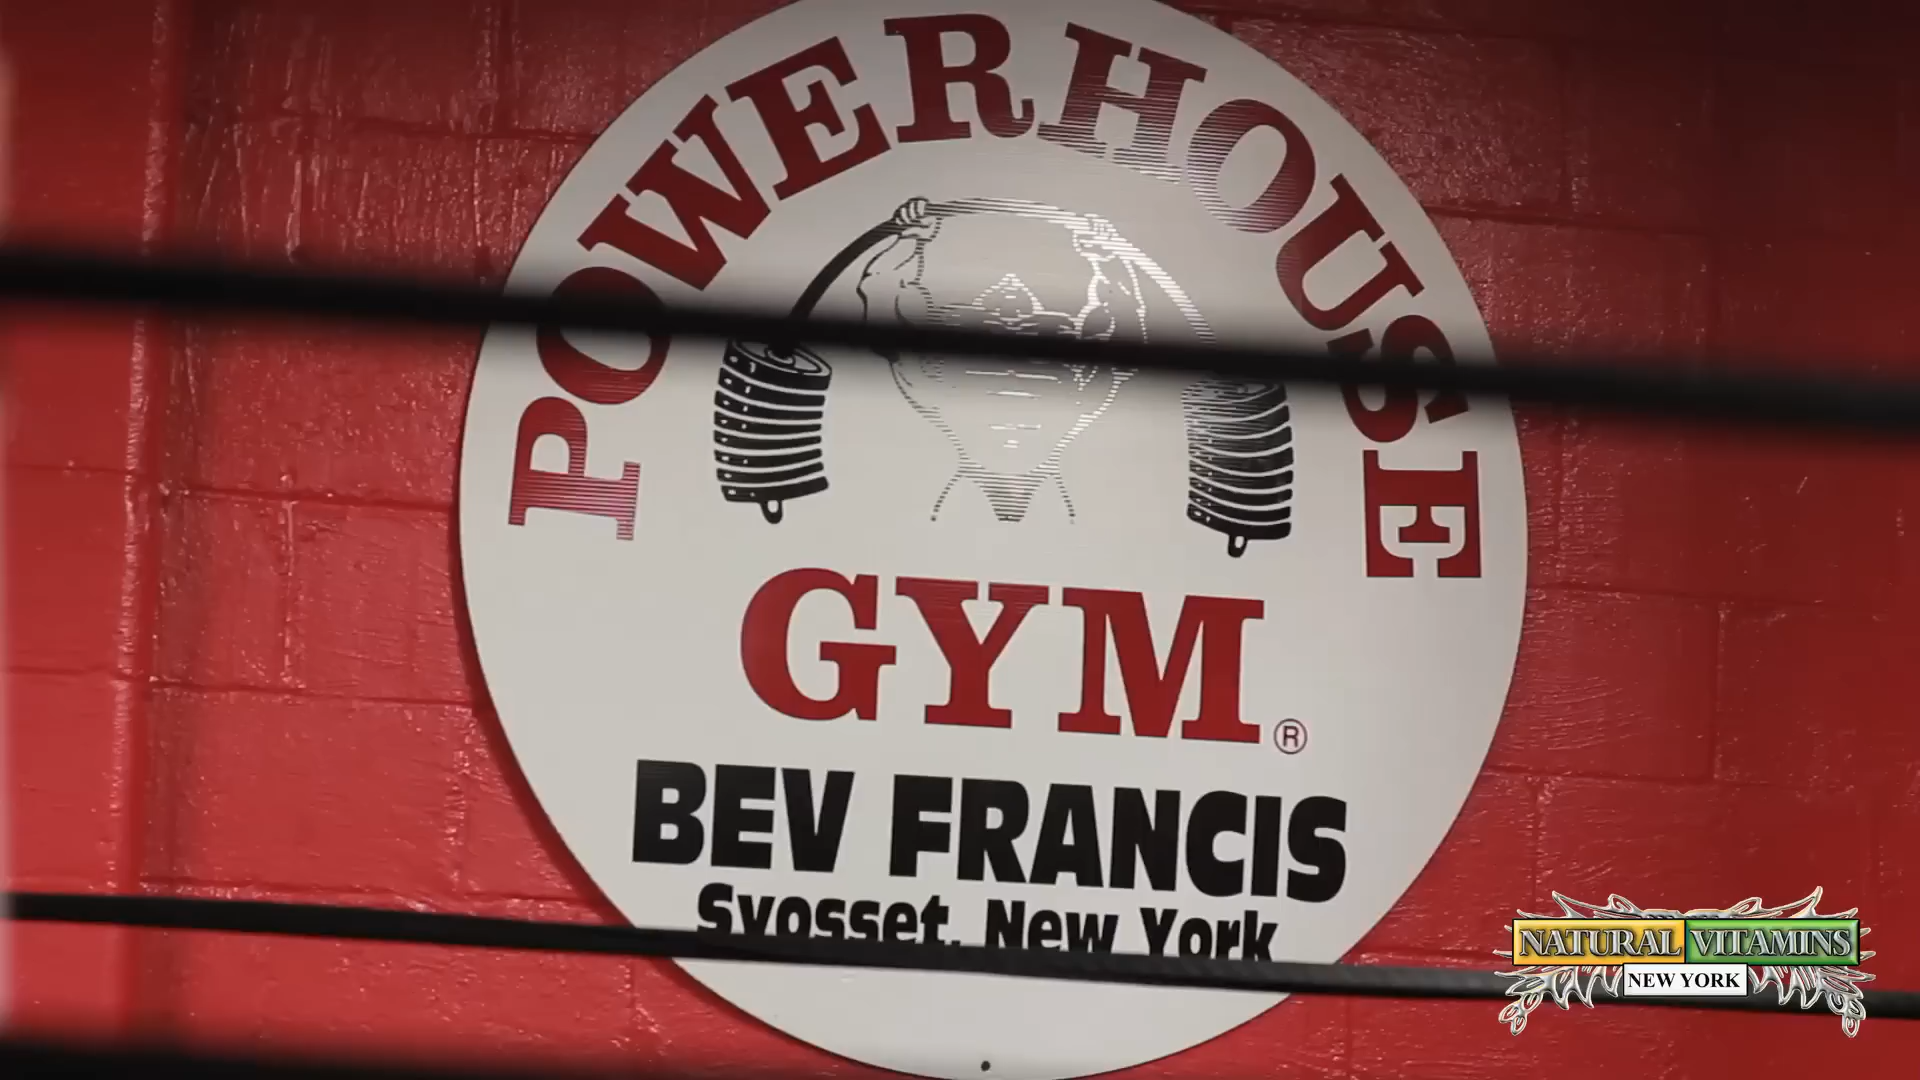 POWERHOUSE
GYM®
BEV FRANCIS
Syosset, New York
NATURAL VITAMINS
NEW YORK